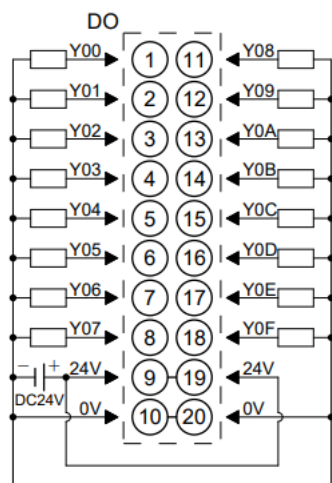 DO
Y00 1 11 Y08
Y01 2 12 Y09
Y02 3 13 Y0A
Y03 4 14 Y0B
Y04 5 15 Y0C
Y05 6 16 Y0D
Y06 7 17 Y0E
Y07 8 18 Y0F
− + 24V 9 19 24V
DC24V 0V 10 20 0V